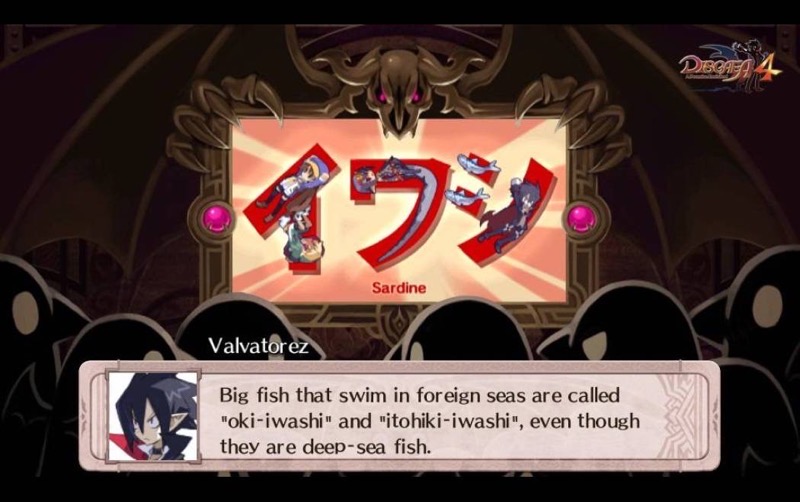 DISGAEA 4
イワシ
Sardine
Valvatorez
Big fish that swim in foreign seas are called
"oki-iwashi" and "itohiki-iwashi", even though
they are deep-sea fish.